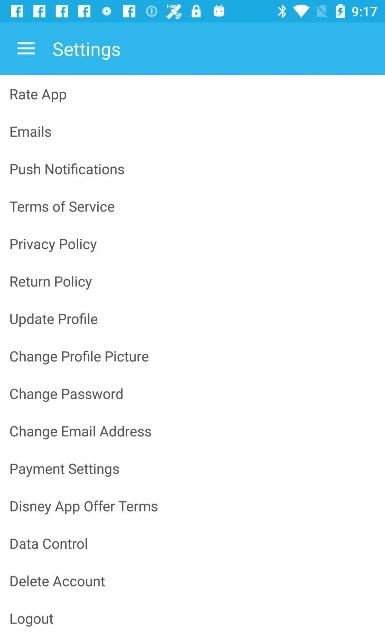 9:17
Settings
Rate App
Emails
Push Notifications
Terms of Service
Privacy Policy
Return Policy
Update Profile
Change Profile Picture
Change Password
Change Email Address
Payment Settings
Disney App Offer Terms
Data Control
Delete Account
Logout